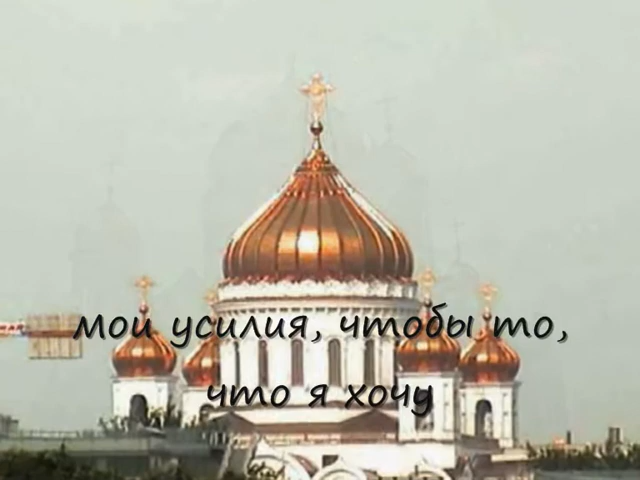 мои усилия, чтобы то,
что я хочу